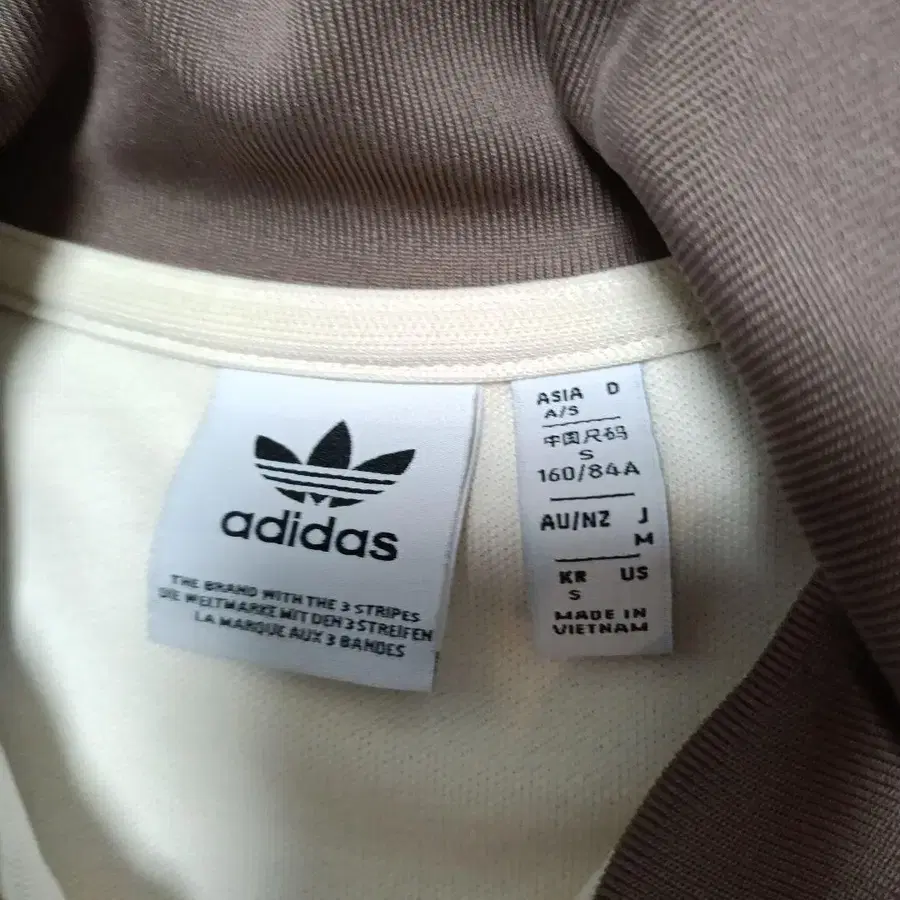 adidas
THE BRAND WITH THE 3 STRIPES
DIE WELTMARKE MIT DEN 3 STREIFEN
LA MARQUE AUX 3 BANDES
ASIA D
A/S
中国尺码
S
160/84A
AU/NZ J
M
KR US
S
MADE IN
VIETNAM